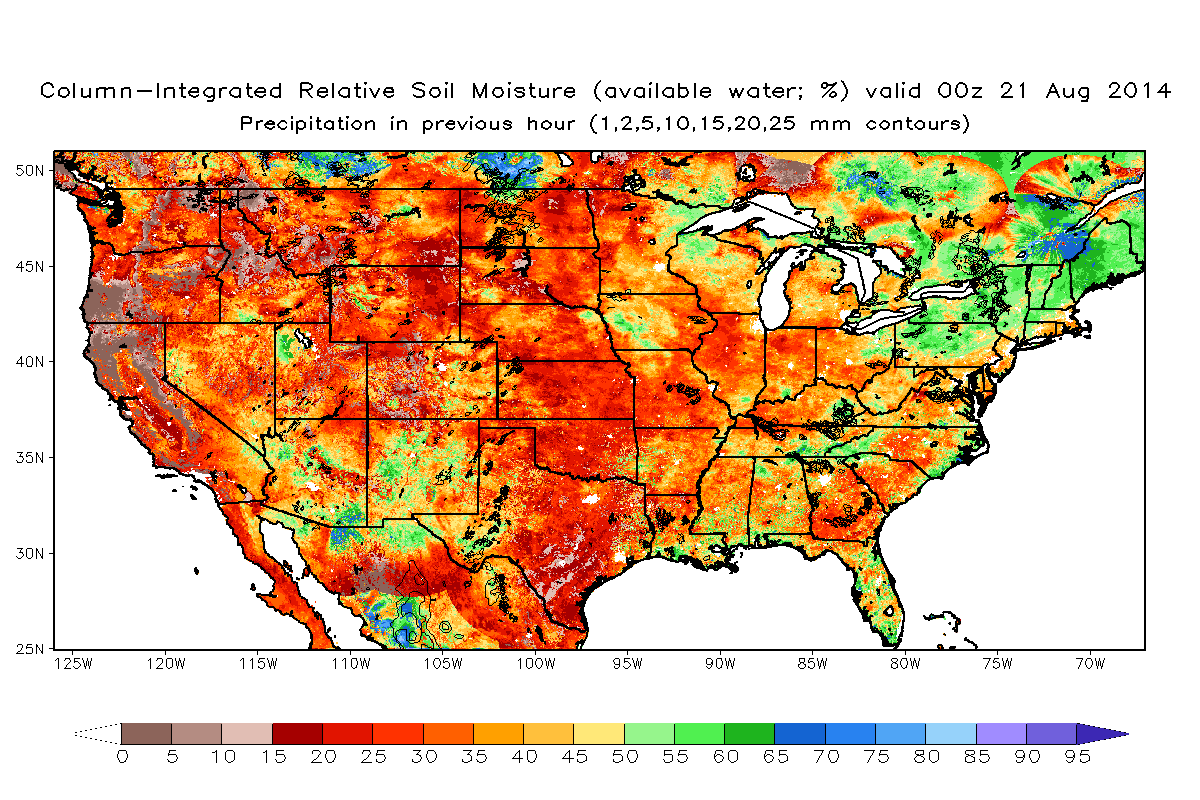 Column-Integrated Relative Soil Moisture (available water; %) valid 00z 21 Aug 2014
Precipitation in previous hour (1,2,5,10,15,20,25 mm contours)
50N
45N
40N
35N
30N
25N
125W 120W 115W 110W 105W 100W 95W 90W 85W 80W 75W 70W
0 5 10 15 20 25 30 35 40 45 50 55 60 65 70 75 80 85 90 95